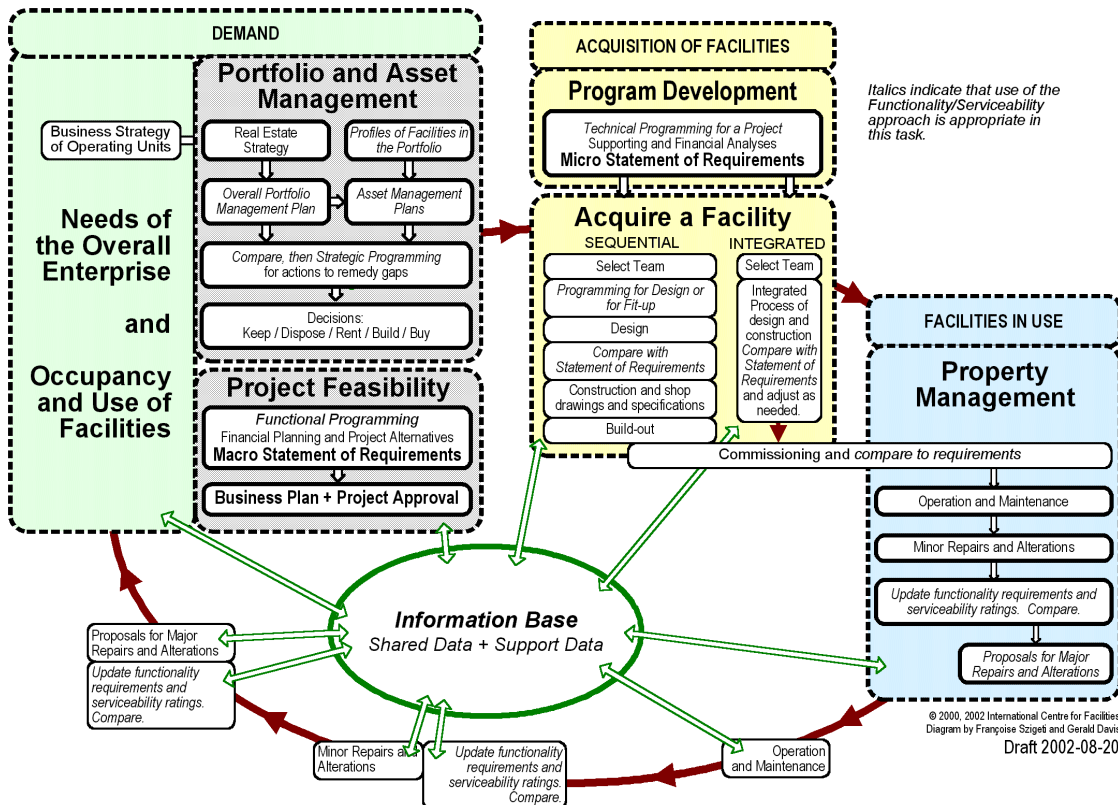 DEMAND
Portfolio and Asset
Management
Business Strategy
of Operating Units
Real Estate
Strategy
Profiles of Facilities in
the Portfolio
Overall Portfolio
Management Plan
Asset Management
Plans
Compare, then Strategic Programming
for actions to remedy gaps
Decisions:
Keep / Dispose / Rent / Build / Buy
Needs of
the Overall
Enterprise
and
Occupancy
and Use of
Facilities
Project Feasibility
Functional Programming
Financial Planning and Project Alternatives
Macro Statement of Requirements
Business Plan + Project Approval
ACQUISITION OF FACILITIES
Program Development
Technical Programming for a Project
Supporting and Financial Analyses
Micro Statement of Requirements
Acquire a Facility
SEQUENTIAL
Select Team
Programming for Design or
for Fit-up
Design
Compare with
Statement of Requirements
Construction and shop
drawings and specifications
Build-out
INTEGRATED
Select Team
Integrated
Process of
design and
construction
Compare with
Statement of
Requirements
and adjust as
needed.
Italics indicate that use of the
Functionality/Serviceability
approach is appropriate in
this task.
FACILITIES IN USE
Property
Management
Commissioning and compare to requirements
Operation and Maintenance
Minor Repairs and Alterations
Update functionality requirements and
serviceability ratings. Compare.
Proposals for Major
Repairs and Alterations
Information Base
Shared Data + Support Data
Proposals for Major
Repairs and Alterations
Update functionality
requirements and
serviceability ratings.
Compare.
Minor Repairs and
Alterations
Update functionality
requirements and
serviceability ratings.
Compare.
Operation
and Maintenance
© 2000, 2002 International Centre for Facilities
Diagram by Françoise Szigeti and Gerald Davis
Draft 2002-08-20